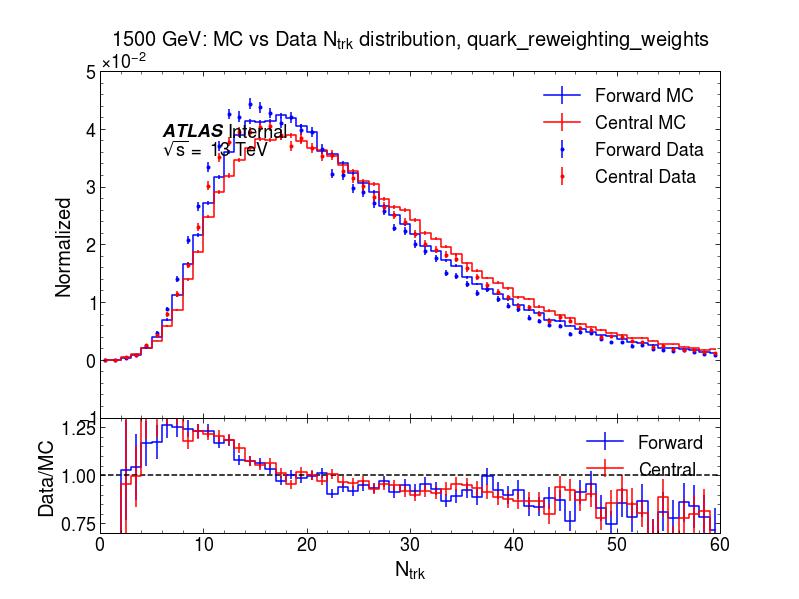 1500 GeV: MC vs Data N_trk distribution, quark_reweighting_weights
×10⁻²
5
4
3
2
1
0
−1
Normalized
ATLAS Internal
√s = 13 TeV
Forward MC
Central MC
Forward Data
Central Data
1.25
1.00
0.75
Data/MC
Forward
Central
0 10 20 30 40 50 60
N_trk